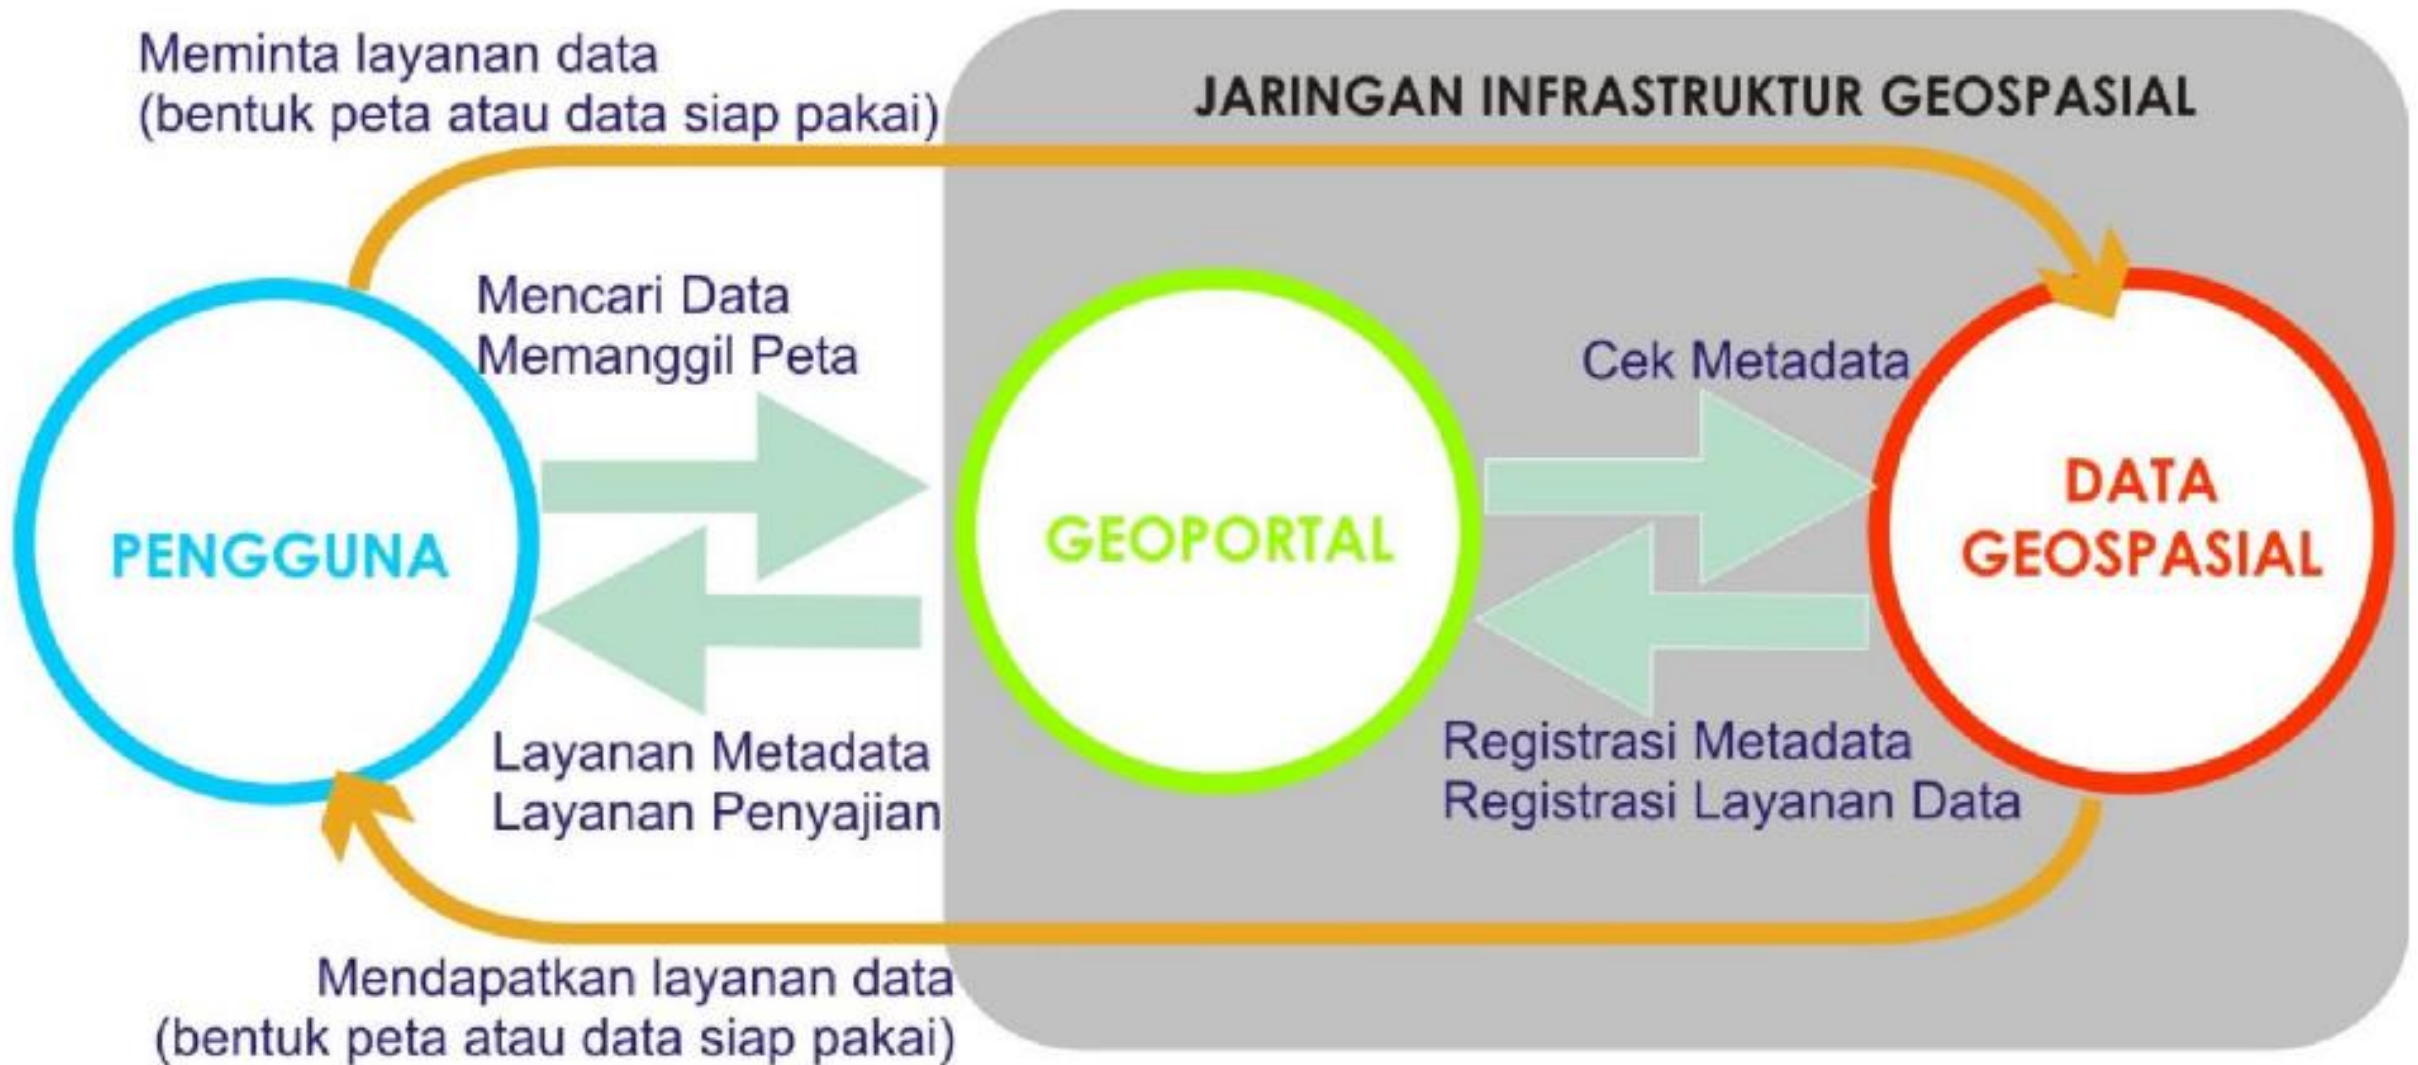 Meminta layanan data
(bentuk peta atau data siap pakai)
JARINGAN INFRASTRUKTUR GEOSPASIAL
Mencari Data
Memanggil Peta
Cek Metadata
PENGGUNA
GEOPORTAL
DATA
GEOSPASIAL
Layanan Metadata
Layanan Penyajian
Registrasi Metadata
Registrasi Layanan Data
Mendapatkan layanan data
(bentuk peta atau data siap pakai)